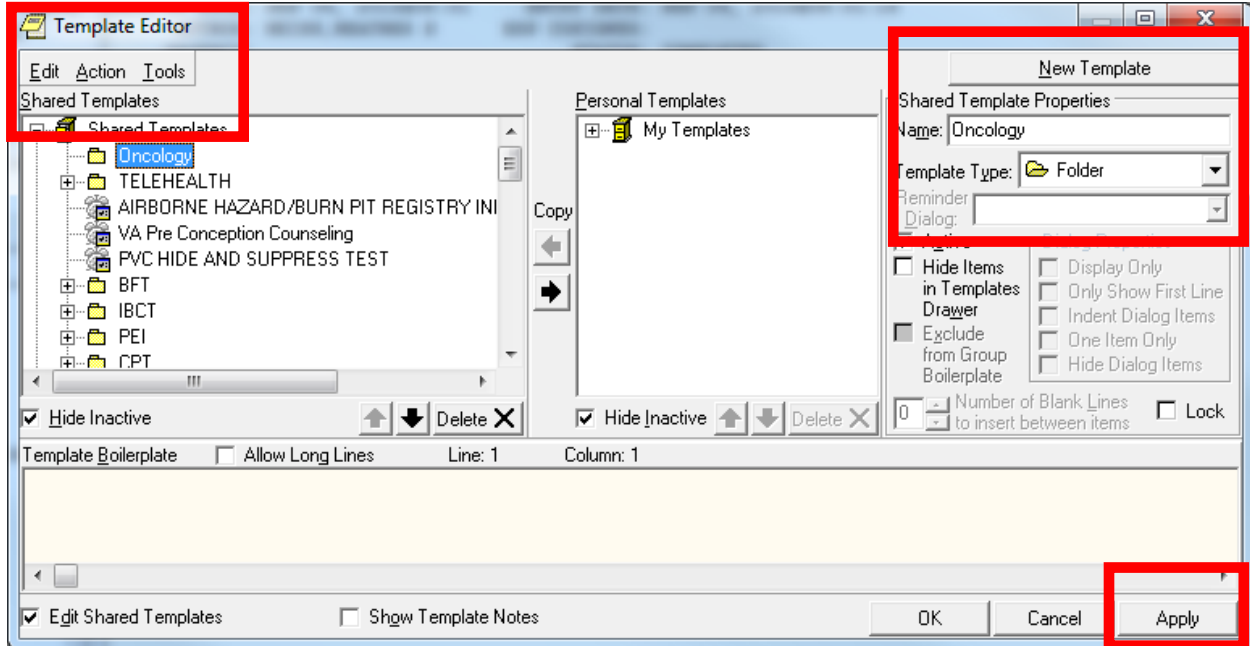 Template Editor
Edit Action Tools
New Template
Shared Templates
Shared Templates
Oncology
TELEHEALTH
AIRBORNE HAZARD/BURN PIT REGISTRY INI
VA Pre Conception Counseling
PVC HIDE AND SUPPRESS TEST
BFT
IBCT
PEI
CPT
Hide Inactive
Delete
Copy
Personal Templates
My Templates
Hide Inactive
Delete
Shared Template Properties
Name: Oncology
Template Type: Folder
Reminder
Dialog:
Active
Hide Items
in Templates
Drawer
Exclude
from Group
Boilerplate
Dialog Properties
Display Only
Only Show First Line
Indent Dialog Items
One Item Only
Hide Dialog Items
0 Number of Blank Lines
to insert between items
Lock
Template Boilerplate Allow Long Lines Line: 1 Column: 1
Edit Shared Templates Show Template Notes OK Cancel Apply